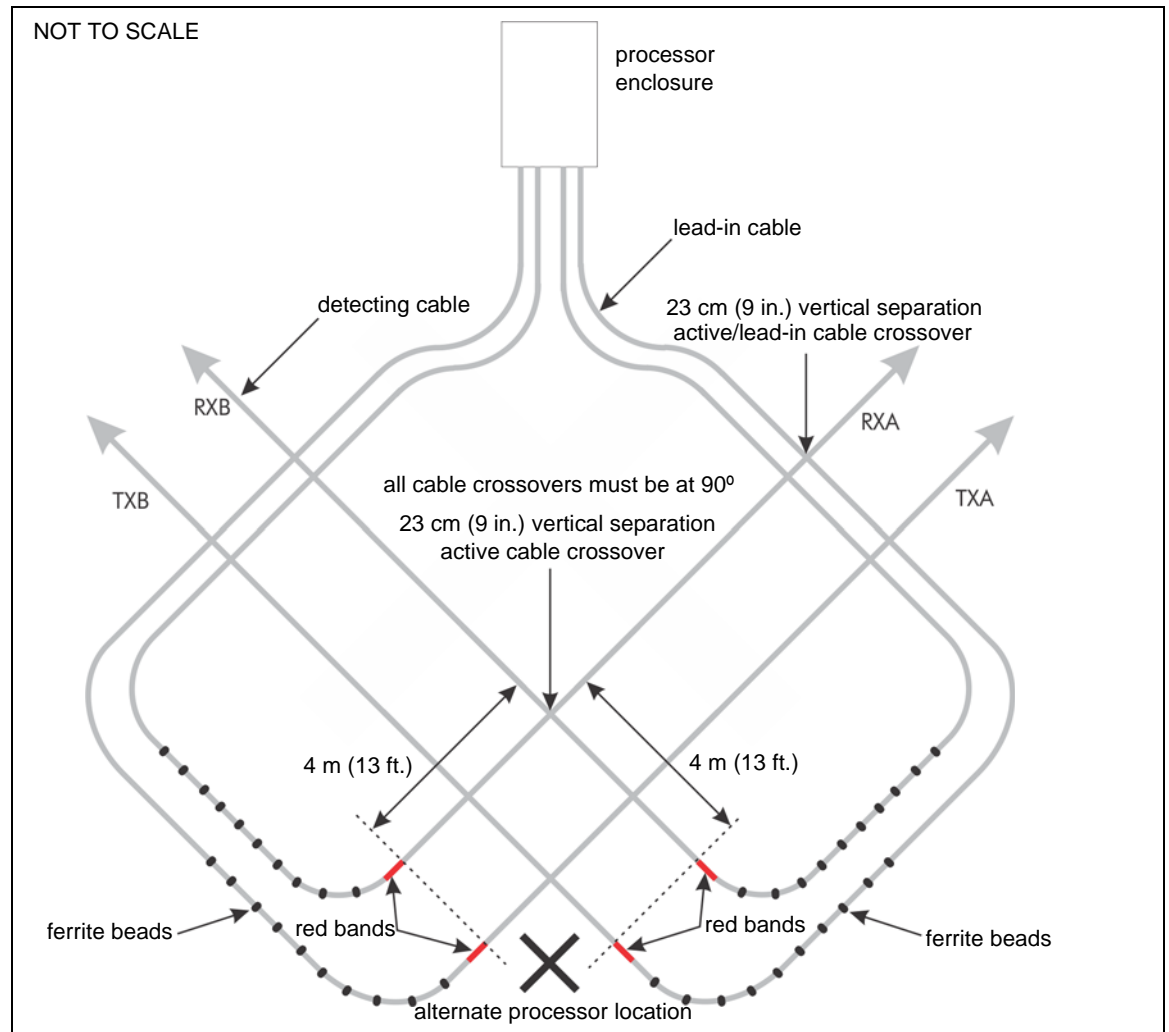 NOT TO SCALE
processor
enclosure
lead-in cable
detecting cable
23 cm (9 in.) vertical separation
active/lead-in cable crossover
RXB
RXA
TXB
TXA
all cable crossovers must be at 90º
23 cm (9 in.) vertical separation
active cable crossover
4 m (13 ft.)
4 m (13 ft.)
ferrite beads
red bands
red bands
ferrite beads
alternate processor location